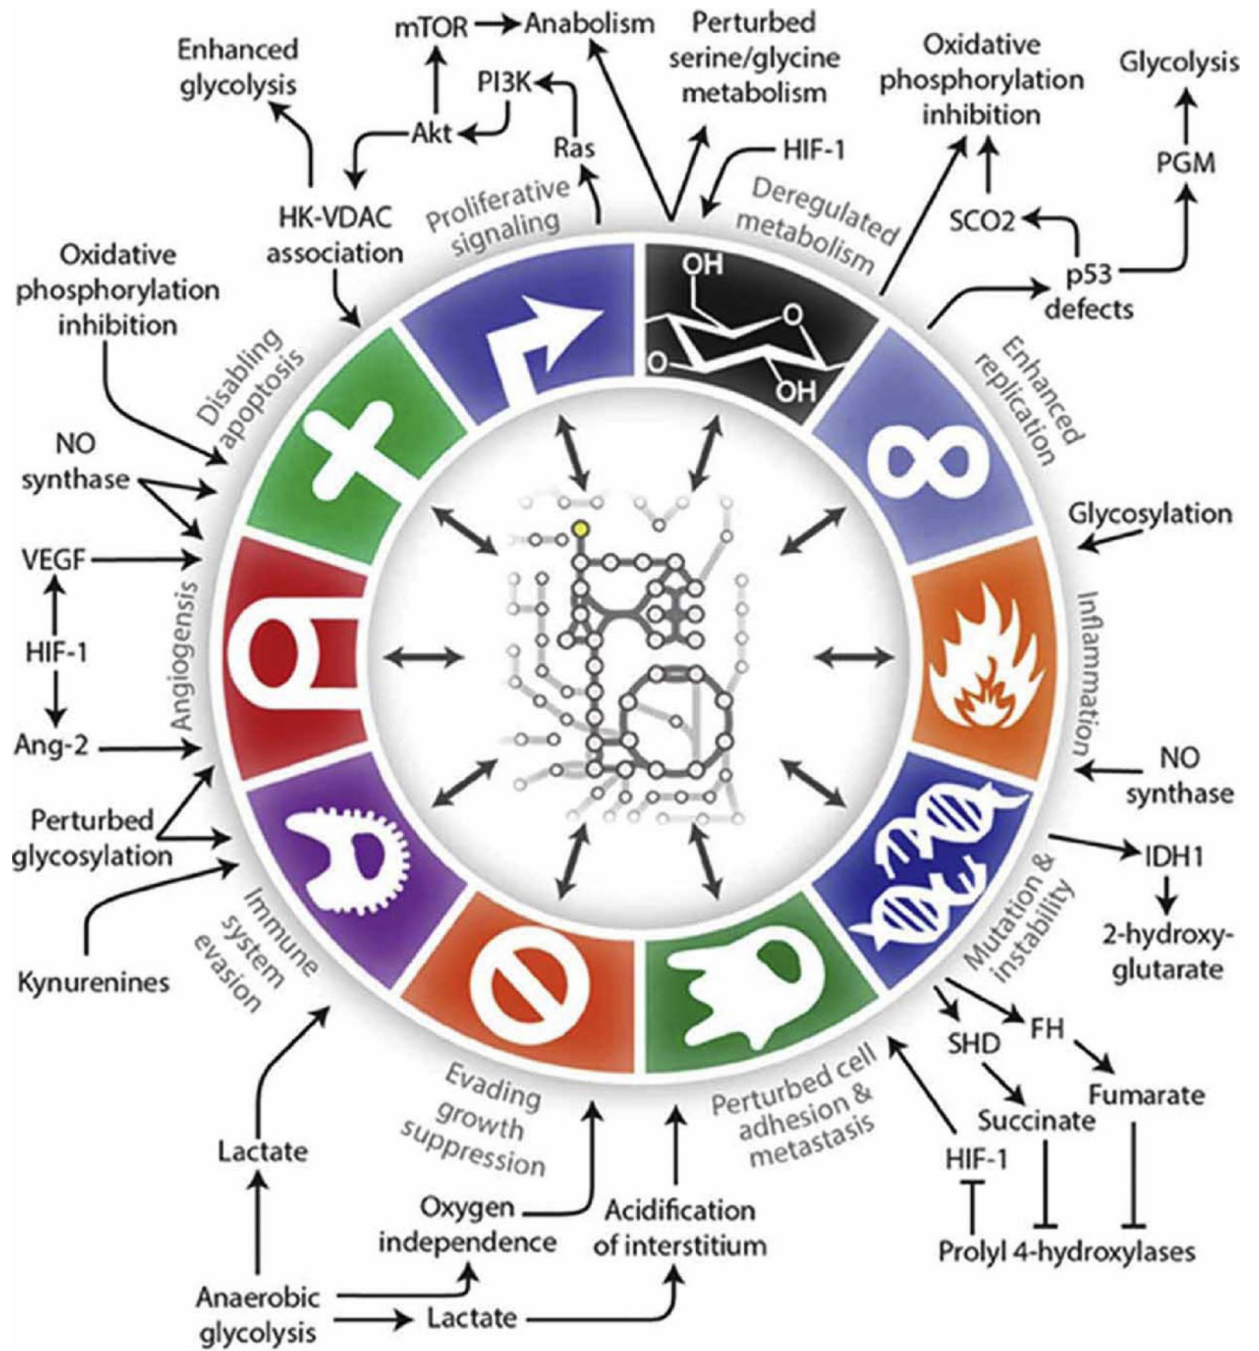 mTOR
Anabolism
Perturbed
serine/glycine
metabolism
Enhanced
glycolysis
PI3K
Akt
Ras
HIF-1
Oxidative
phosphorylation
inhibition
Glycolysis
PGM
SCO2
p53
defects
HK-VDAC
association
Proliferative
signaling
Deregulated
metabolism
OH
O
O
OH
Oxidative
phosphorylation
inhibition
Disabling
apoptosis
Enhanced
replication
NO
synthase
VEGF
HIF-1
Ang-2
Angiogensis
Glycosylation
Inflammation
NO
synthase
Perturbed
glycosylation
Kynurenines
Immune
system
evasion
Mutation &
instability
IDH1
2-hydroxy-
glutarate
SHD
FH
Succinate
Fumarate
HIF-1
Prolyl 4-hydroxylases
Evading
growth
suppression
Perturbed cell
adhesion &
metastasis
Lactate
Oxygen
independence
Acidification
of interstitium
Anaerobic
glycolysis
Lactate